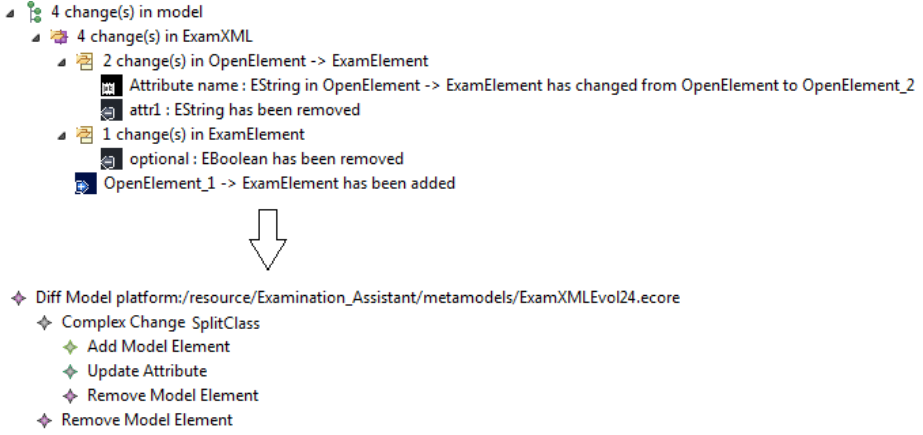 4 change(s) in model
4 change(s) in ExamXML
2 change(s) in OpenElement -> ExamElement
Attribute name : EString in OpenElement -> ExamElement has changed from OpenElement to OpenElement_2
attr1 : EString has been removed
1 change(s) in ExamElement
optional : EBoolean has been removed
OpenElement_1 -> ExamElement has been added
Diff Model platform:/resource/Examination_Assistant/metamodels/ExamXMLEvol24.ecore
Complex Change SplitClass
Add Model Element
Update Attribute
Remove Model Element
Remove Model Element